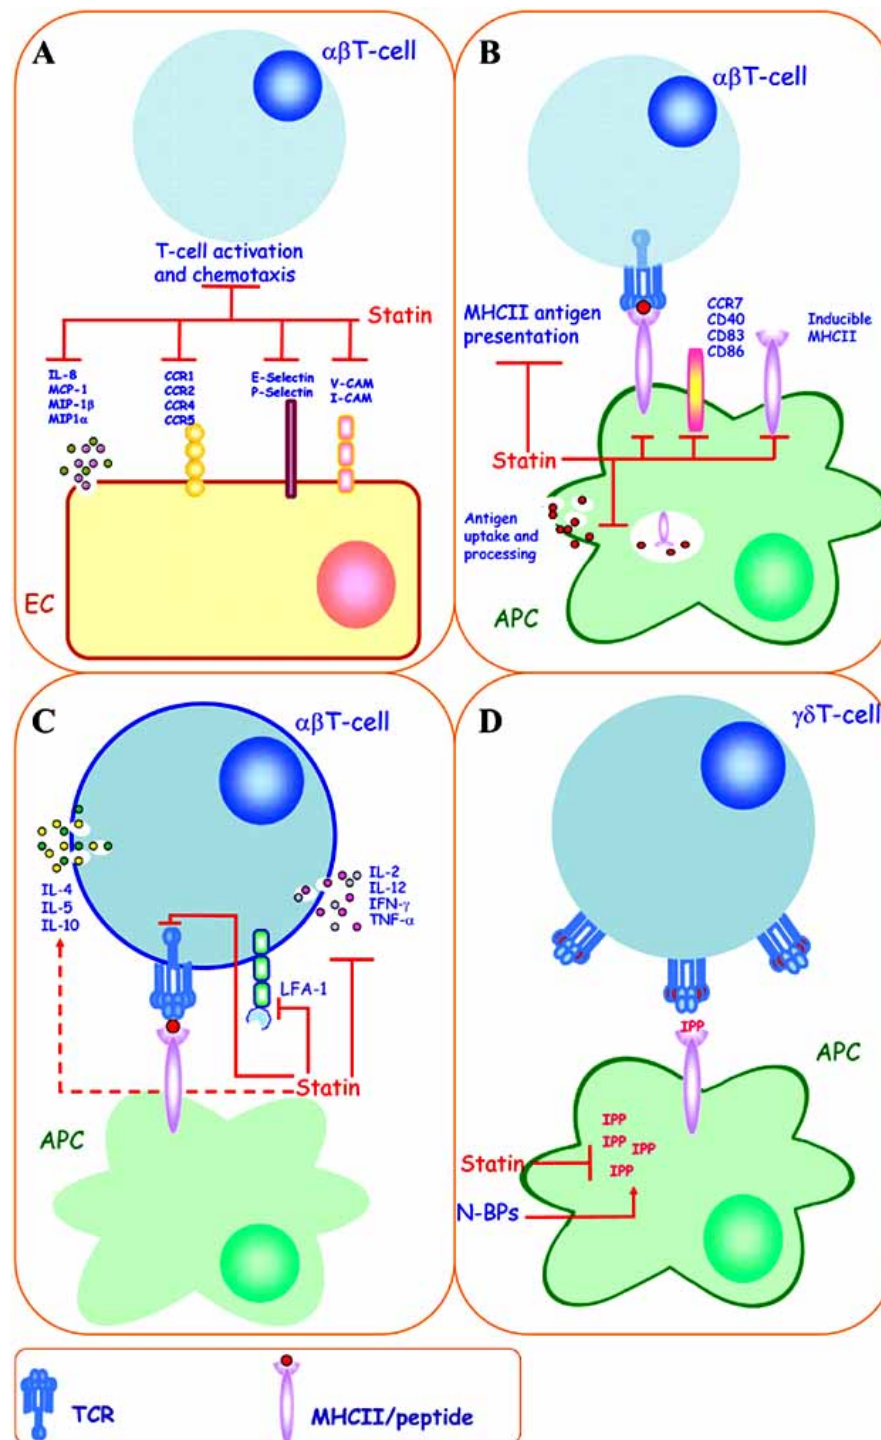 A
αβT-cell
T-cell activation
and chemotaxis
Statin
IL-8
MCP-1
MIP-1β
MIP1α
CCR1
CCR2
CCR4
CCR5
E-Selectin
P-Selectin
V-CAM
I-CAM
EC
B
αβT-cell
MHCII antigen
presentation
CCR7
CD40
CD83
CD86
Inducible
MHCII
Statin
Antigen
uptake and
processing
APC
C
αβT-cell
IL-4
IL-5
IL-10
IL-2
IL-12
IFN-γ
TNF-α
LFA-1
Statin
APC
D
γδT-cell
IPP
APC
IPP
IPP
IPP
IPP
Statin
N-BPs
TCR
MHCII/peptide